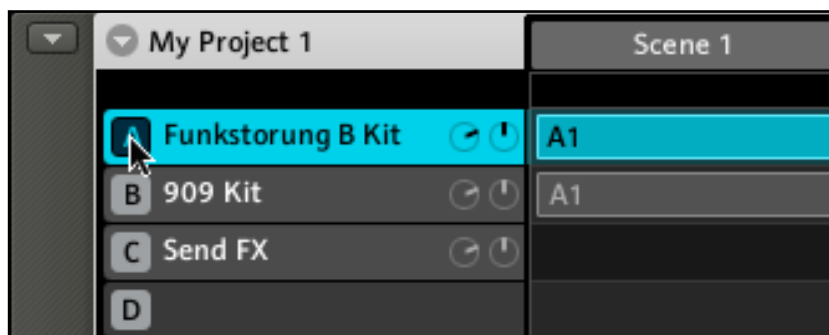 My Project 1 Scene 1
A Funkstorung B Kit A1
B 909 Kit A1
C Send FX
D